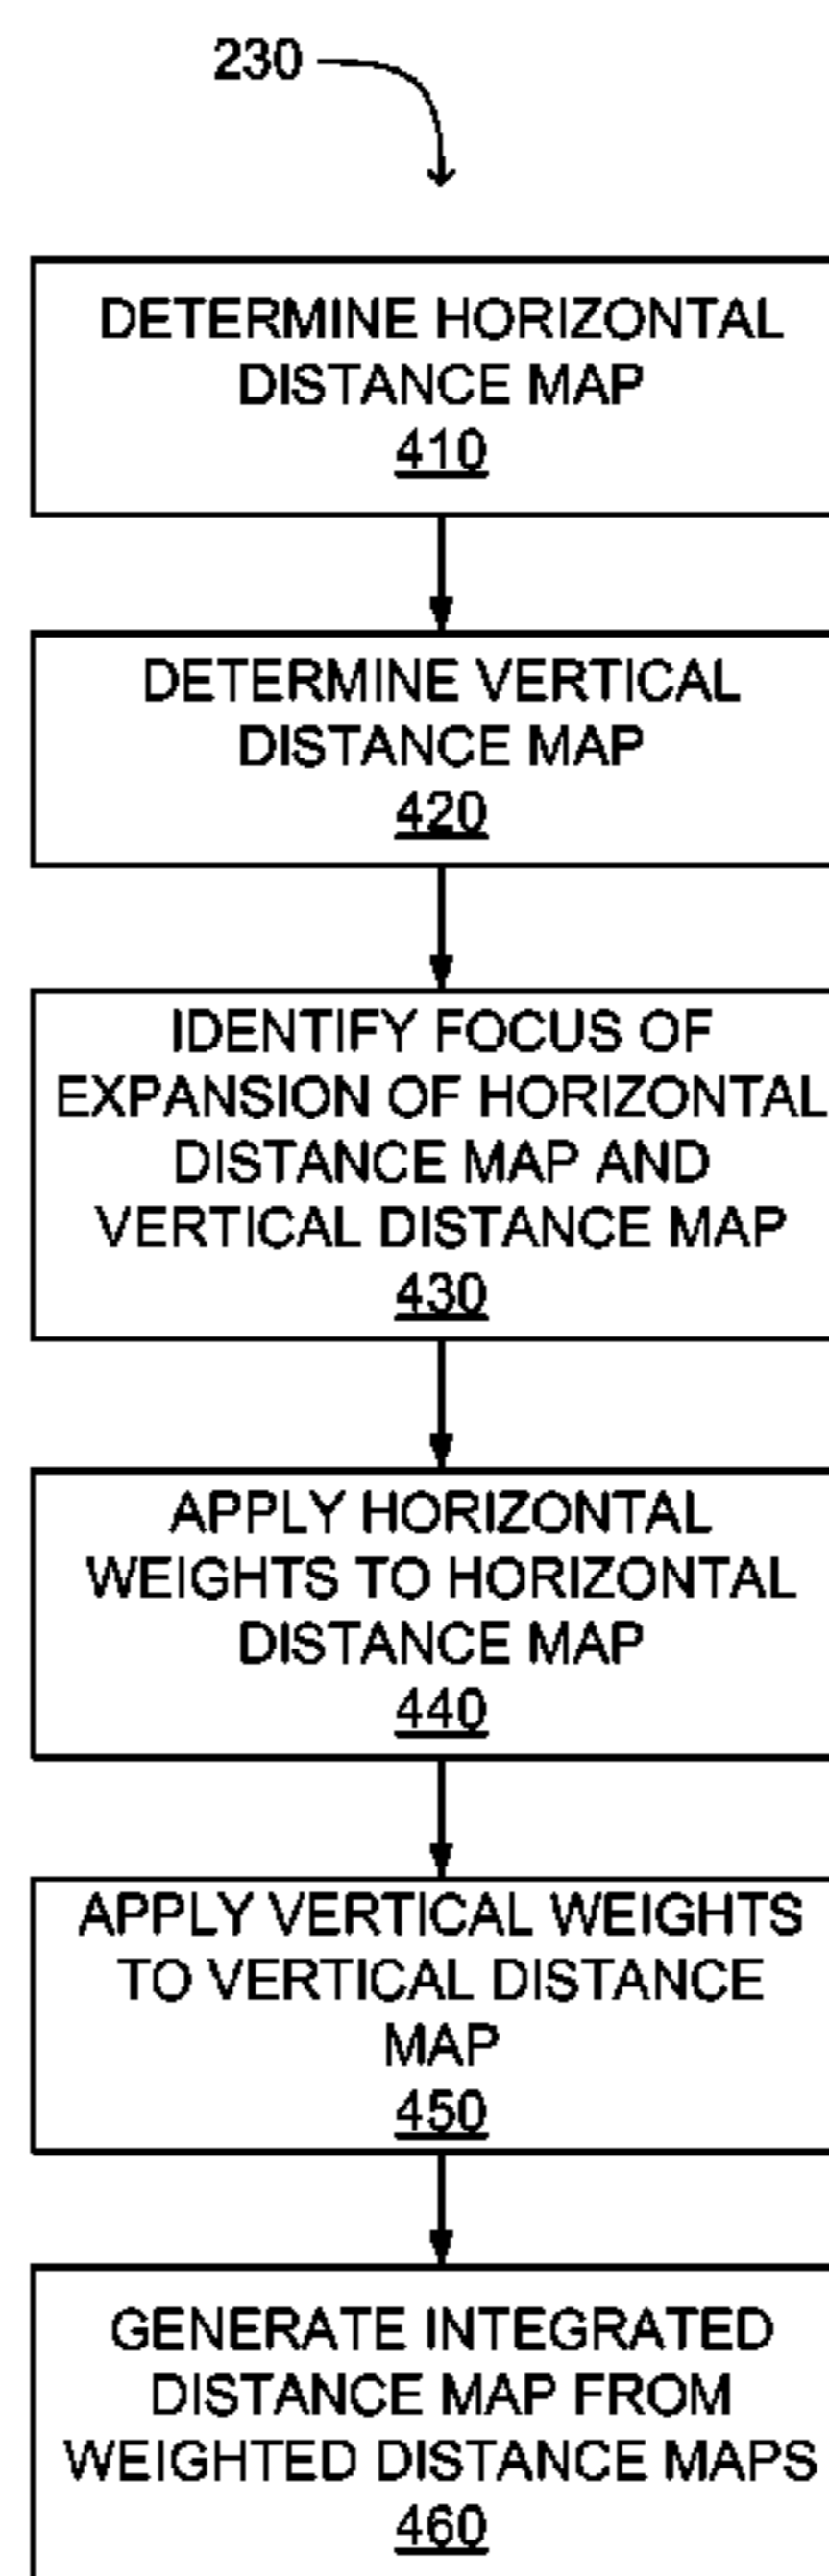 230
DETERMINE HORIZONTAL
DISTANCE MAP
410
DETERMINE VERTICAL
DISTANCE MAP
420
IDENTIFY FOCUS OF
EXPANSION OF HORIZONTAL
DISTANCE MAP AND
VERTICAL DISTANCE MAP
430
APPLY HORIZONTAL
WEIGHTS TO HORIZONTAL
DISTANCE MAP
440
APPLY VERTICAL WEIGHTS
TO VERTICAL DISTANCE
MAP
450
GENERATE INTEGRATED
DISTANCE MAP FROM
WEIGHTED DISTANCE MAPS
460